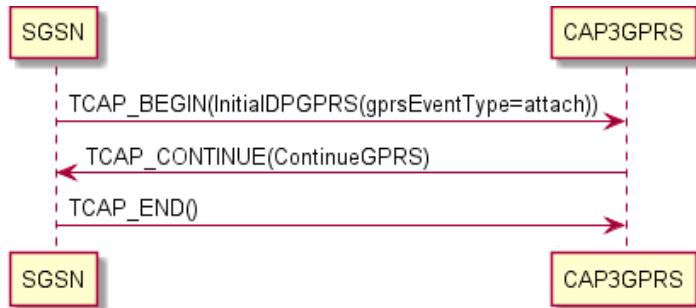 SGSN
CAP3GPRS
TCAP_BEGIN(InitialDPGPRS(gprsEventType=attach))
TCAP_CONTINUE(ContinueGPRS)
TCAP_END()
SGSN
CAP3GPRS